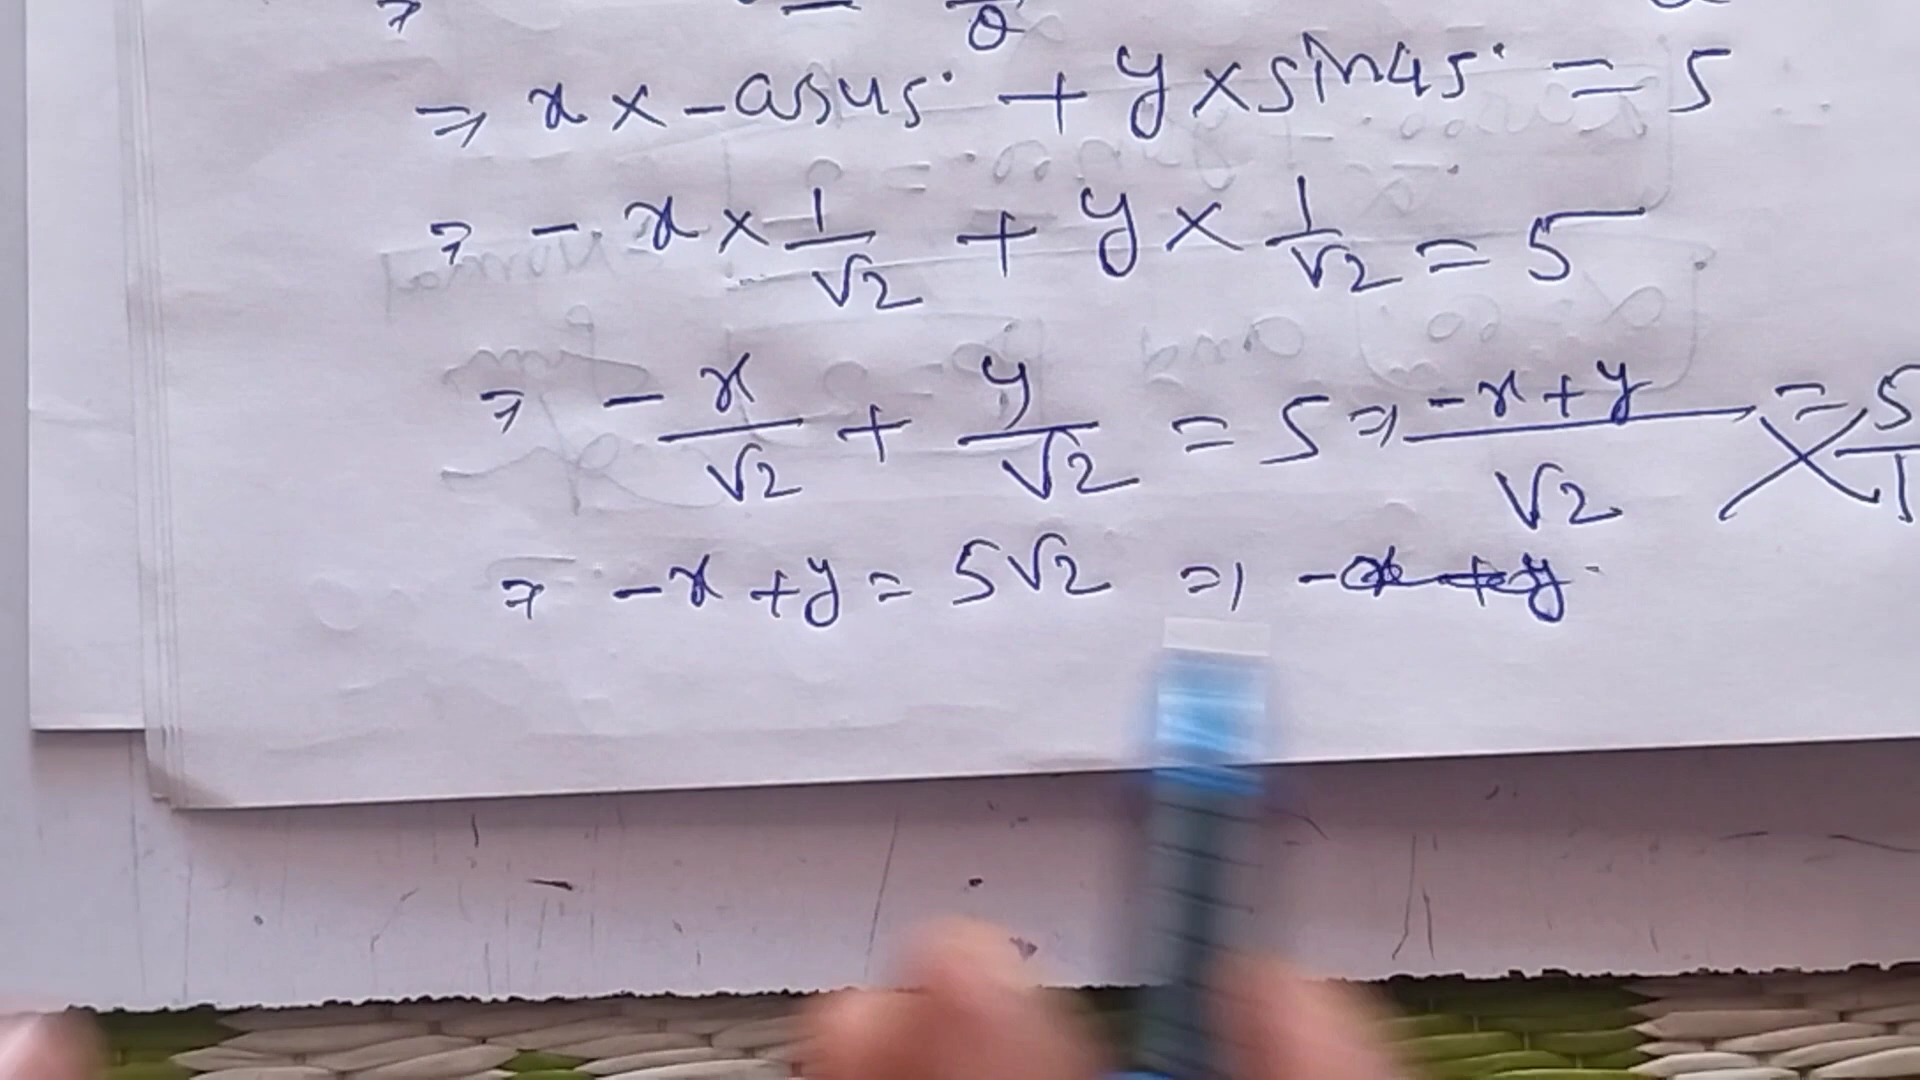 ⇒ x × -cos45° + y × sin45° = 5
⇒ - x × 1/√2 + y × 1/√2 = 5
⇒ - x/√2 + y/√2 = 5 ⇒ -x+y/√2 = 5/1
⇒ -x + y = 5√2 ⇒ -x + y